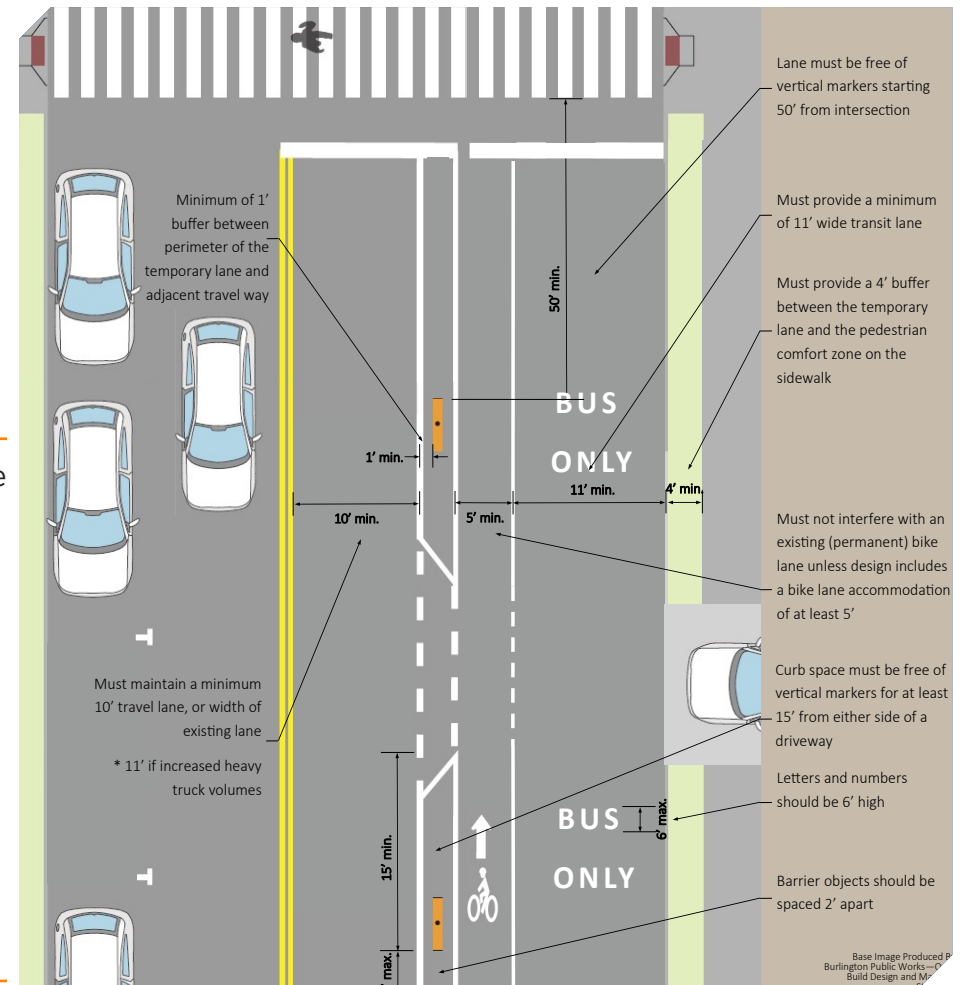 Lane must be free of
vertical markers starting
50' from intersection
Minimum of 1'
buffer between
perimeter of the
temporary lane and
adjacent travel way
Must provide a minimum
of 11' wide transit lane
50' min.
Must provide a 4' buffer
between the temporary
lane and the pedestrian
comfort zone on the
sidewalk
BUS
ONLY
1' min.
10' min.
5' min.
11' min.
4' min.
e
Must not interfere with an
existing (permanent) bike
lane unless design includes
a bike lane accommodation
of at least 5'
Must maintain a minimum
10' travel lane, or width of
existing lane
* 11' if increased heavy
truck volumes
Curb space must be free of
vertical markers for at least
15' from either side of a
driveway
Letters and numbers
should be 6' high
BUS
ONLY
6' max.
15' min.
Barrier objects should be
spaced 2' apart
max.
Base Image Produced
Burlington Public Works—
Build Design and